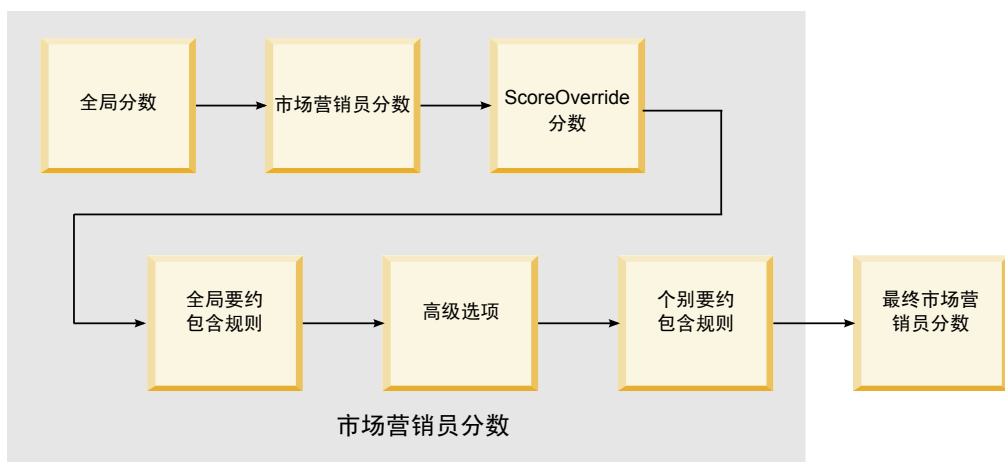 全局分数
市场营销员分数
ScoreOverride
分数
全局要约
包含规则
高级选项
个别要约
包含规则
最终市场营
销员分数
市场营销员分数